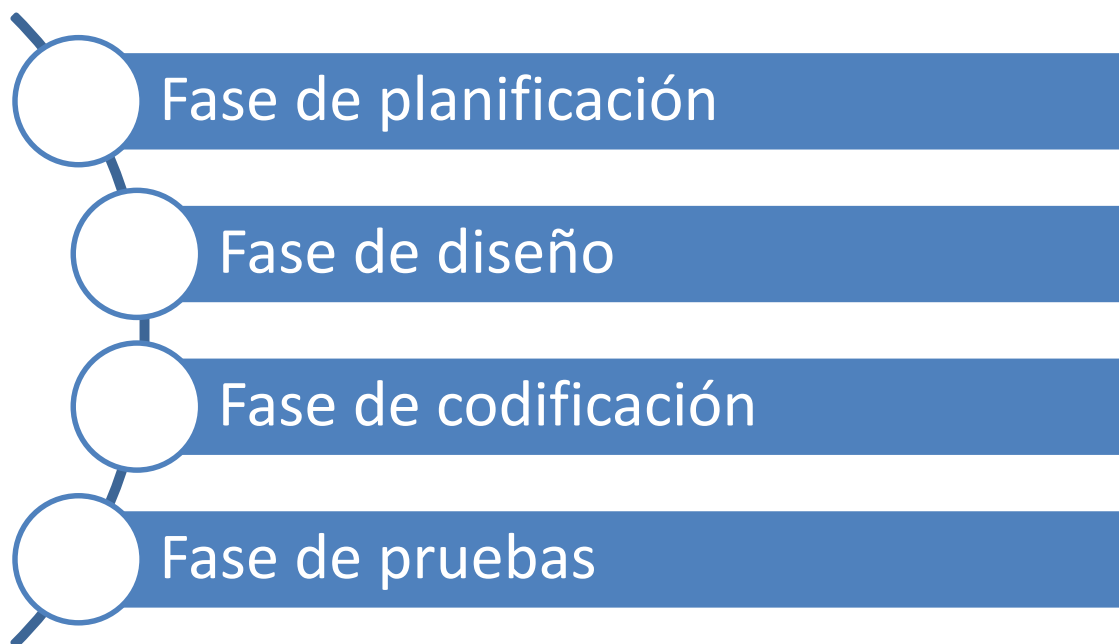 Fase de planificación
Fase de diseño
Fase de codificación
Fase de pruebas